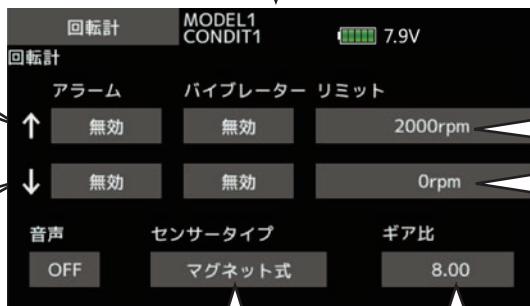 回転計 MODEL1
CONDIT1 7.9V
回転計
アラーム バイブレーター リミット
↑ 無効 無効 2000rpm
↓ 無効 無効 0rpm
音声 センサータイプ ギア比
OFF マグネット式 8.00